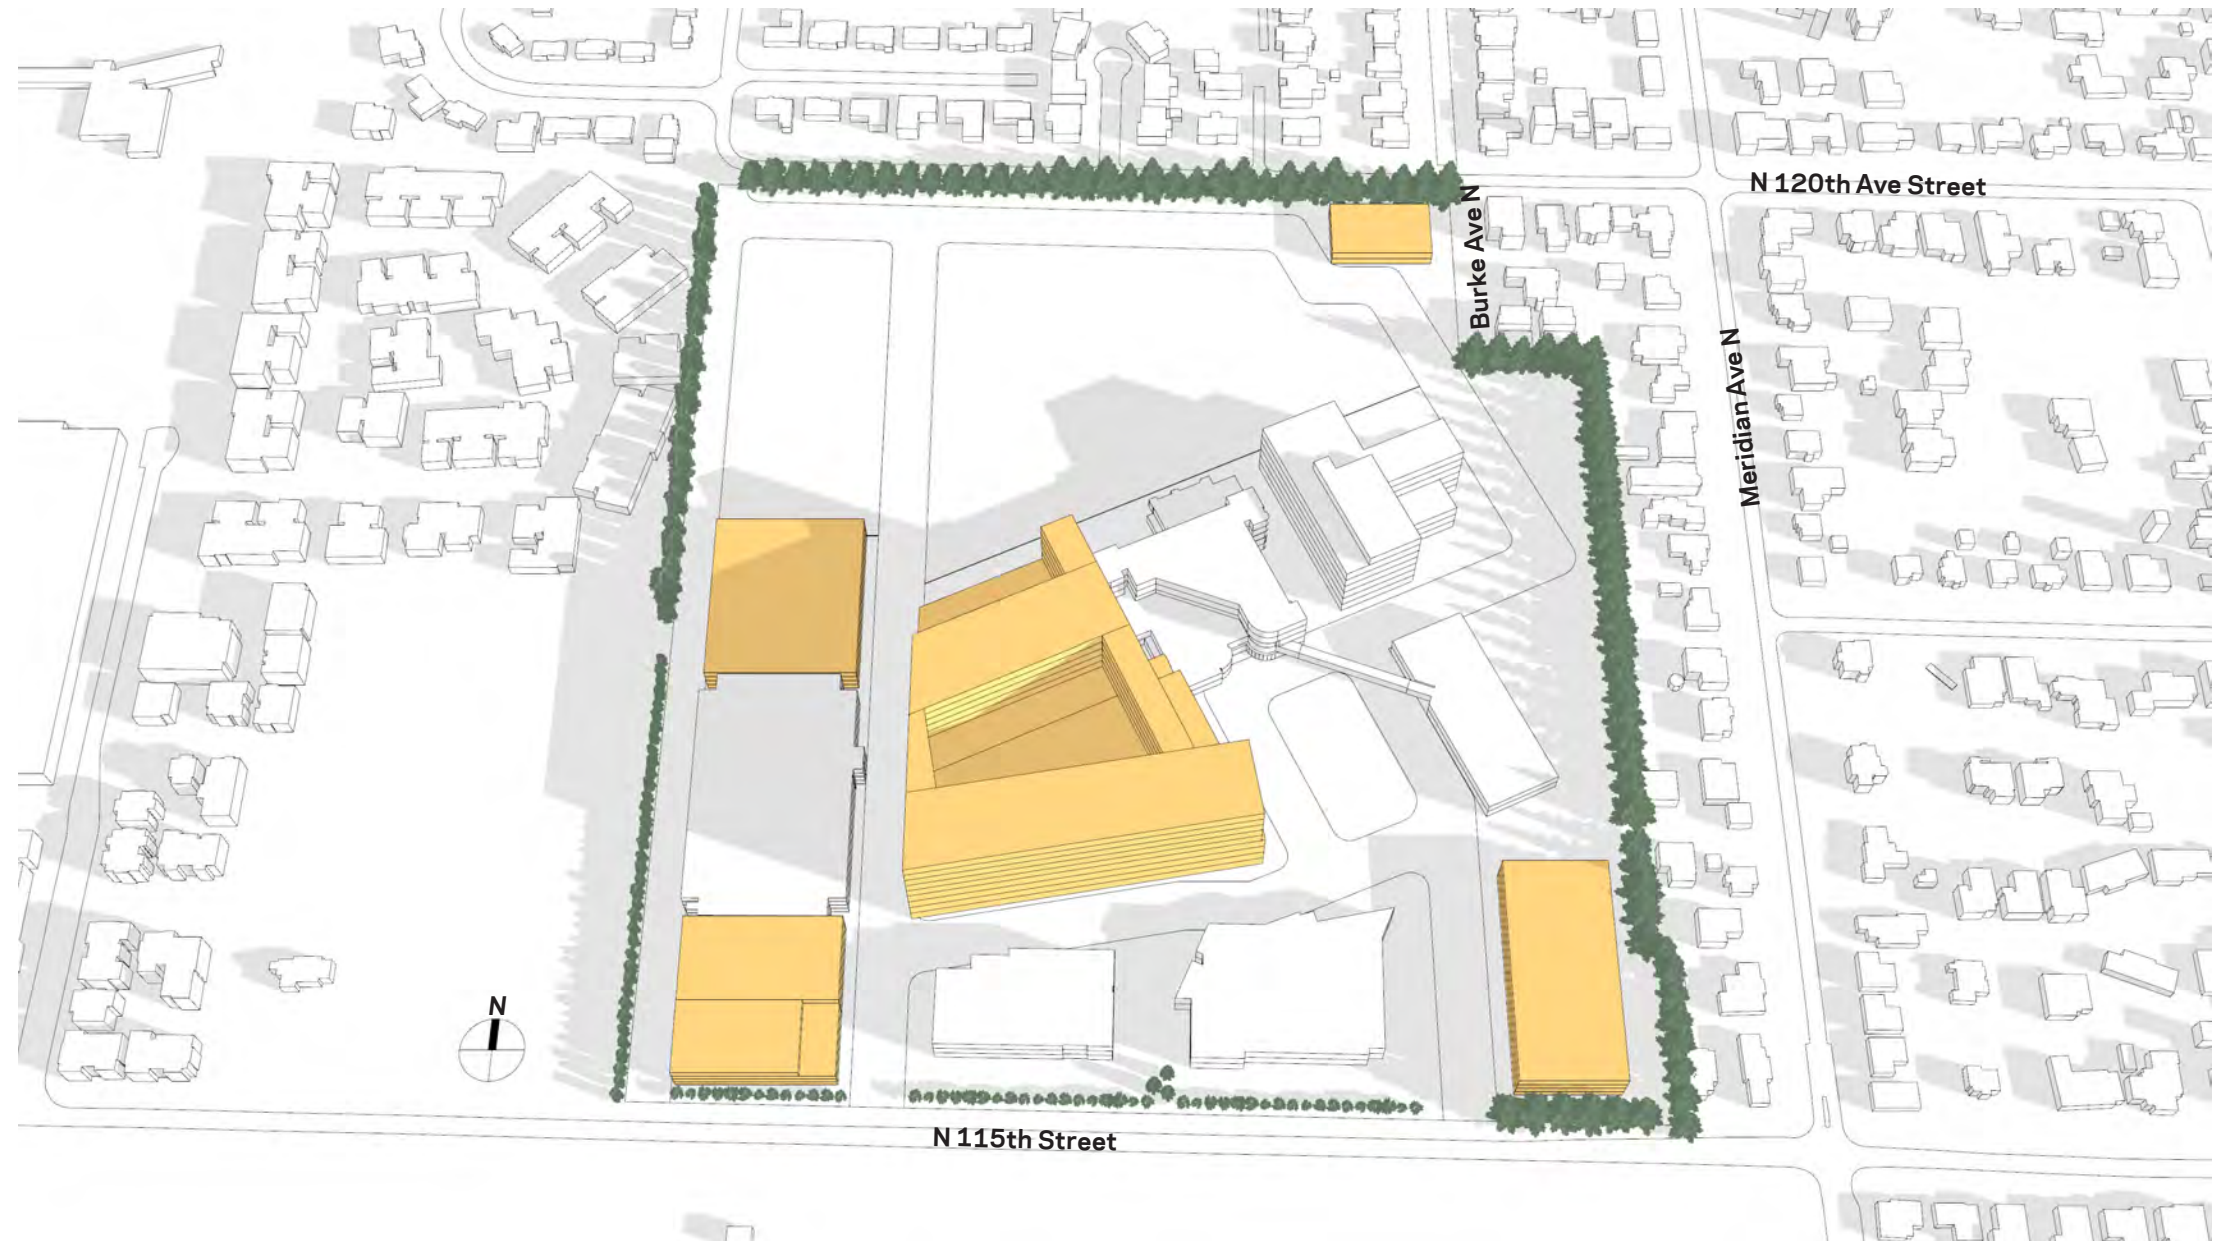 N 120th Ave Street
Burke Ave N
Meridian Ave N
N
N 115th Street